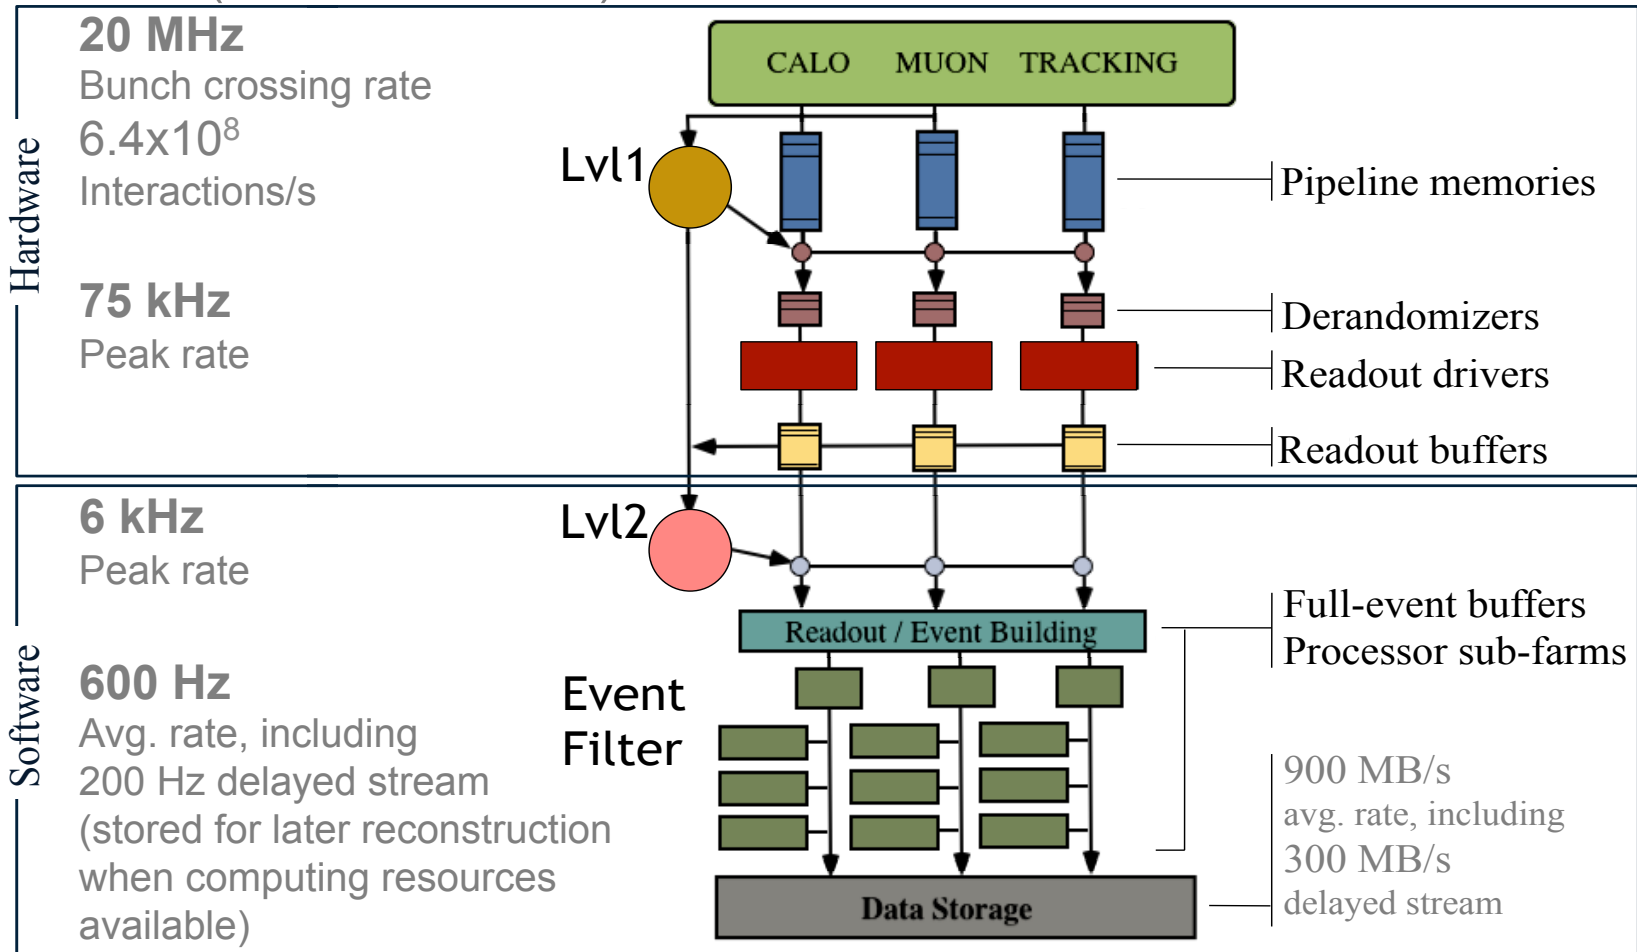 Hardware
20 MHz
Bunch crossing rate
6.4x10⁸
Interactions/s
75 kHz
Peak rate
CALO MUON TRACKING
Lvl1
Pipeline memories
Derandomizers
Readout drivers
Readout buffers
Software
6 kHz
Peak rate
600 Hz
Avg. rate, including
200 Hz delayed stream
(stored for later reconstruction
when computing resources
available)
Lvl2
Readout / Event Building
Event
Filter
Data Storage
Full-event buffers
Processor sub-farms
900 MB/s
avg. rate, including
300 MB/s
delayed stream